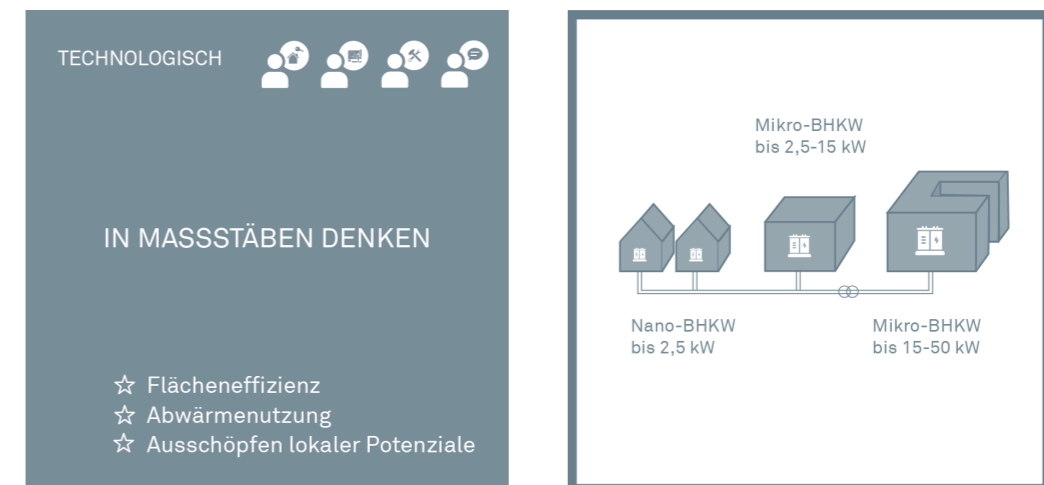 TECHNOLOGISCH
IN MASSSTÄBEN DENKEN
Flächeneffizienz
Abwärmenutzung
Ausschöpfen lokaler Potenziale
Mikro-BHKW
bis 2,5-15 kW
Nano-BHKW
bis 2,5 kW
Mikro-BHKW
bis 15-50 kW